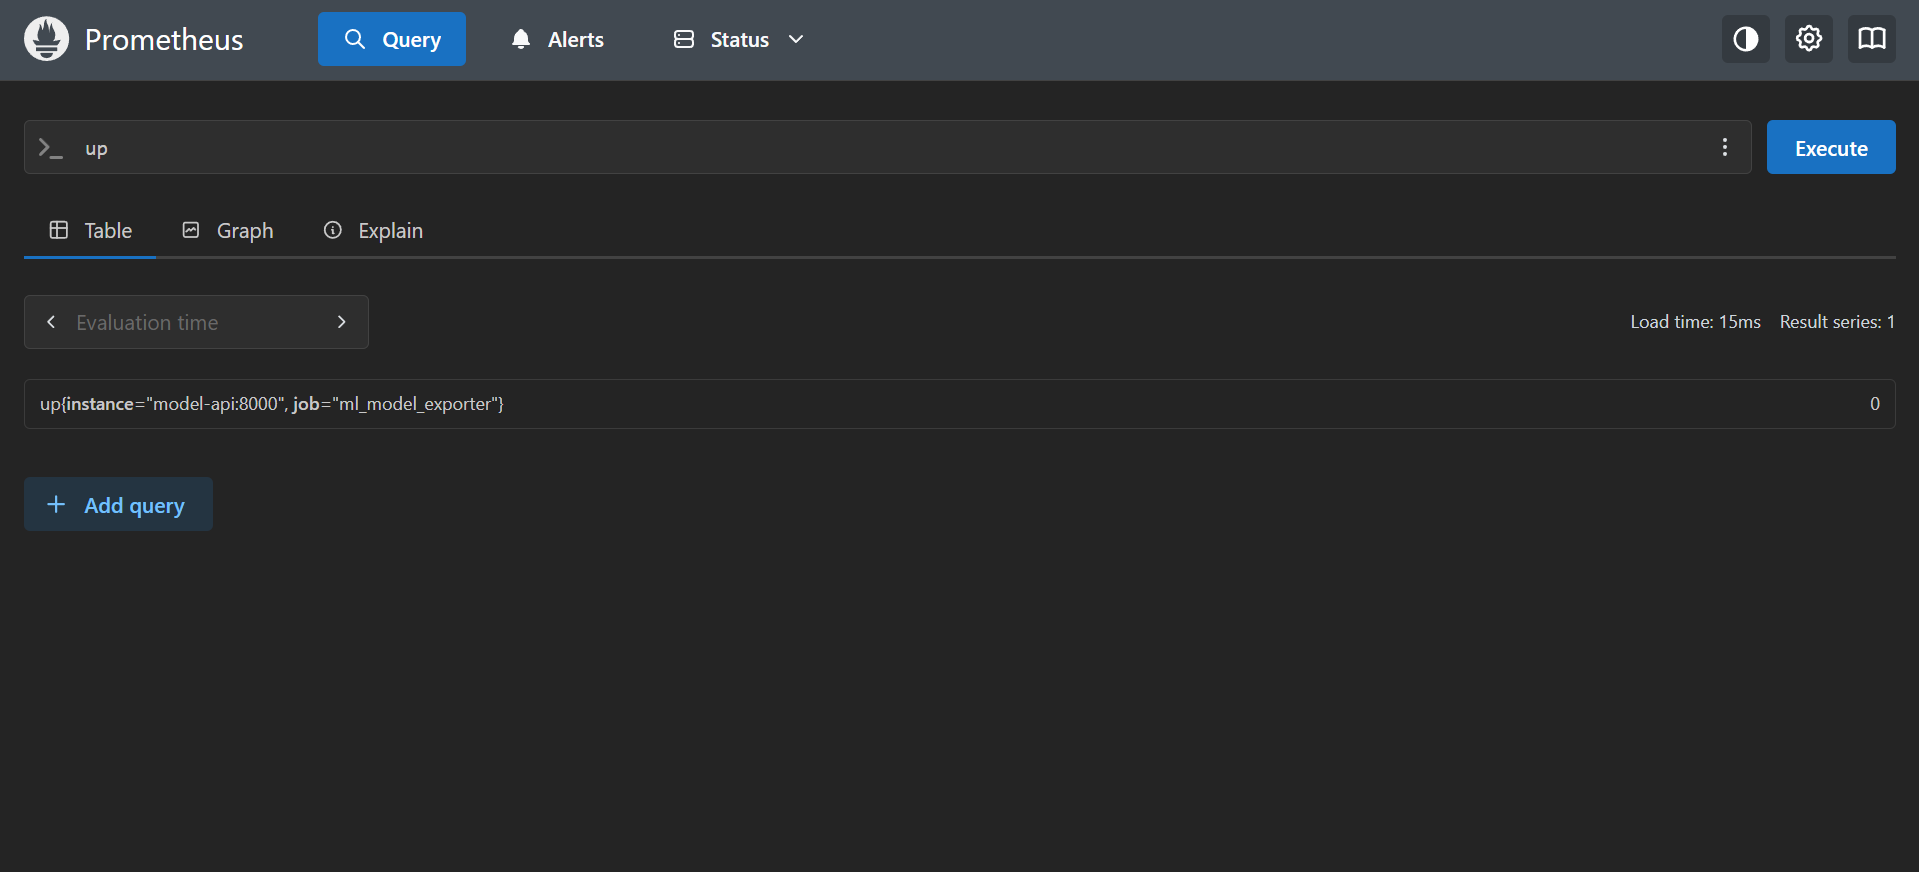 Prometheus
Query
Alerts
Status
>_ up
Execute
Table
Graph
Explain
Evaluation time
Load time: 15ms Result series: 1
up{instance="model-api:8000", job="ml_model_exporter"} 0
+ Add query